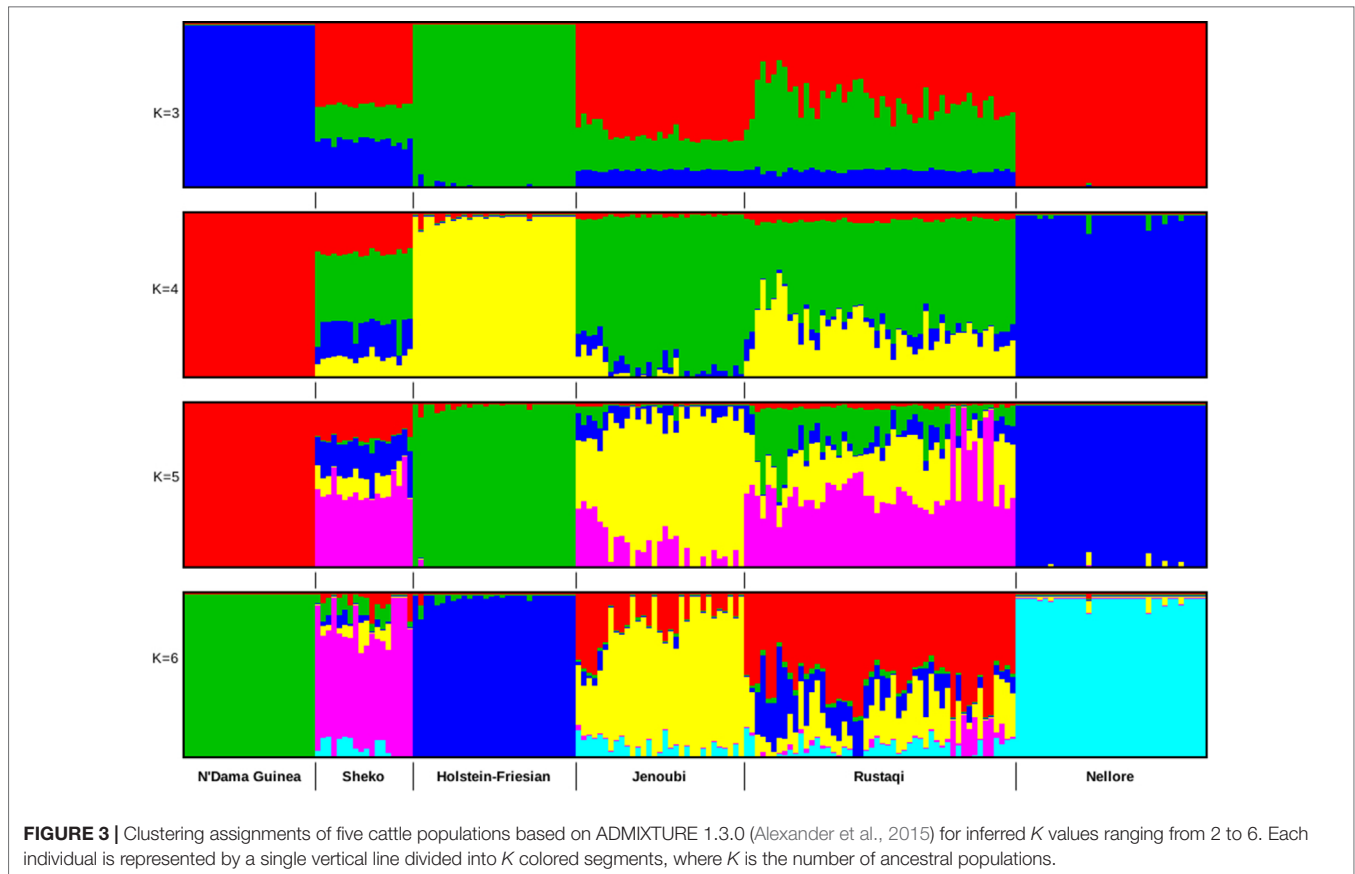 K=3
K=4
K=5
K=6
N'Dama Guinea Sheko Holstein-Friesian Jenoubi Rustaqi Nellore
FIGURE 3 | Clustering assignments of five cattle populations based on ADMIXTURE 1.3.0 (Alexander et al., 2015) for inferred K values ranging from 2 to 6. Each
individual is represented by a single vertical line divided into K colored segments, where K is the number of ancestral populations.